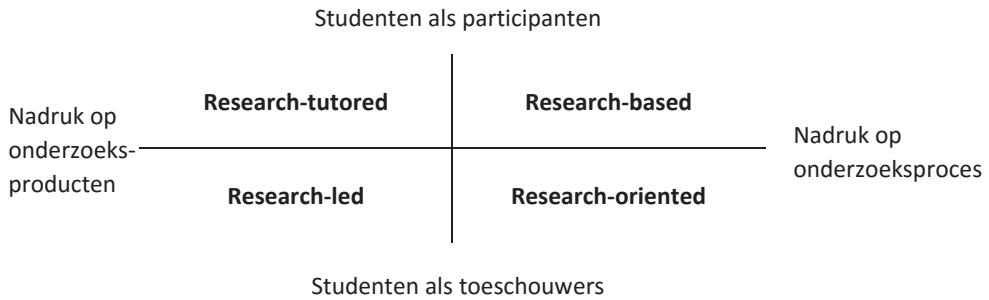 Studenten als participanten
Research-tutored
Research-based
Nadruk op
onderzoeks-
producten
Nadruk op
onderzoeksproces
Research-led
Research-oriented
Studenten als toeschouwers